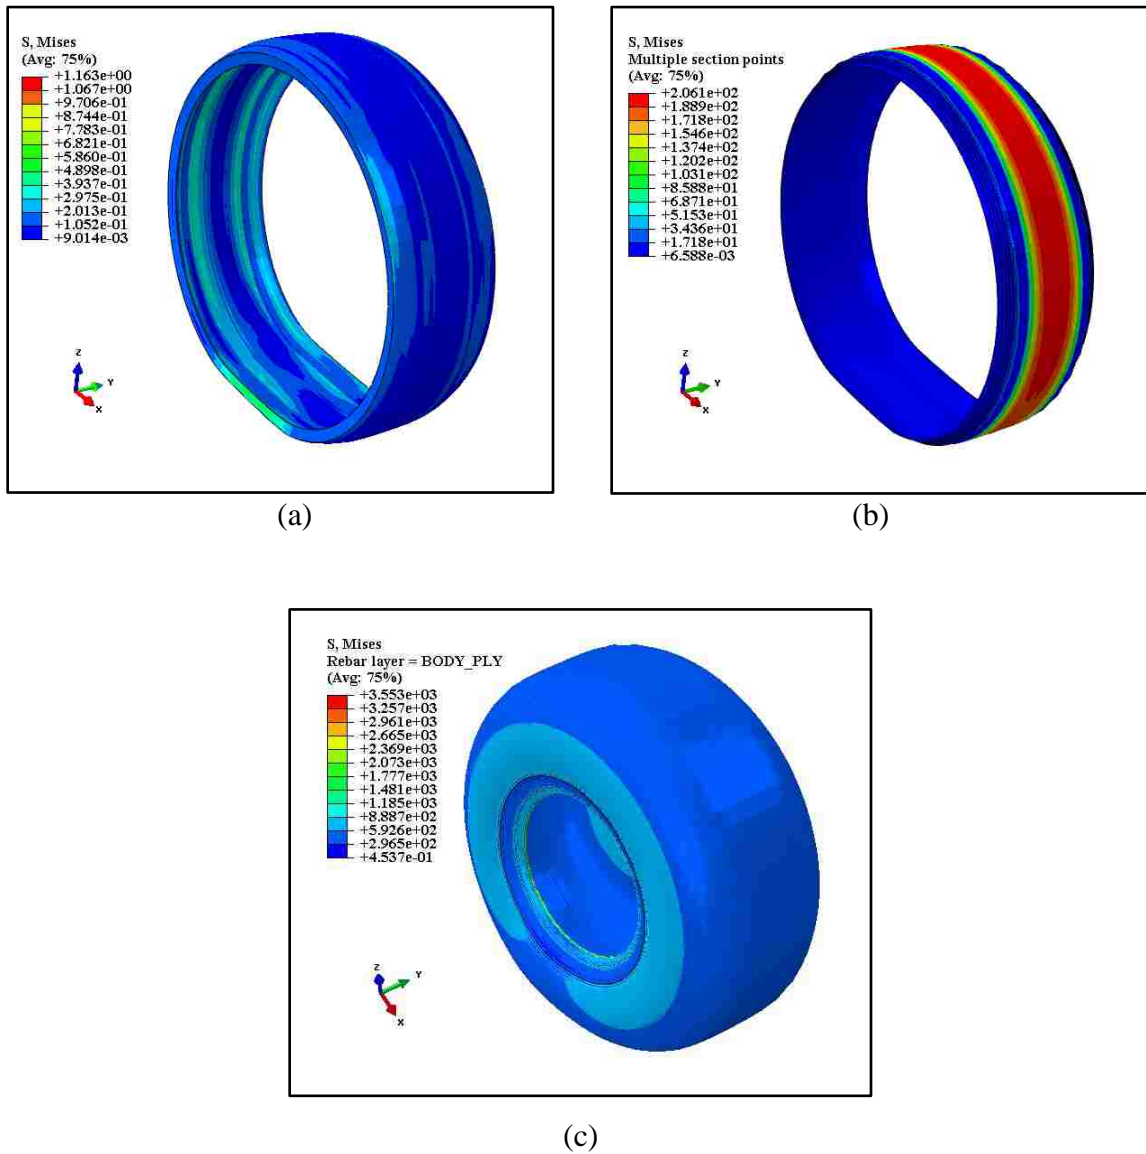 S, Mises
(Avg: 75%)
+1.163e+00
+1.067e+00
+9.706e-01
+8.744e-01
+7.783e-01
+6.821e-01
+5.860e-01
+4.898e-01
+3.937e-01
+2.975e-01
+2.013e-01
+1.052e-01
+9.014e-03
Z
Y
X
(a)
S, Mises
Multiple section points
(Avg: 75%)
+2.061e+02
+1.889e+02
+1.718e+02
+1.546e+02
+1.374e+02
+1.202e+02
+1.031e+02
+8.588e+01
+6.871e+01
+5.153e+01
+3.436e+01
+1.718e+01
+6.588e-03
Z
Y
X
(b)
S, Mises
Rebar layer = BODY_PLY
(Avg: 75%)
+3.553e+03
+3.257e+03
+2.961e+03
+2.665e+03
+2.369e+03
+2.073e+03
+1.777e+03
+1.481e+03
+1.185e+03
+8.887e+02
+5.926e+02
+2.965e+02
+4.537e-01
Z
Y
X
(c)